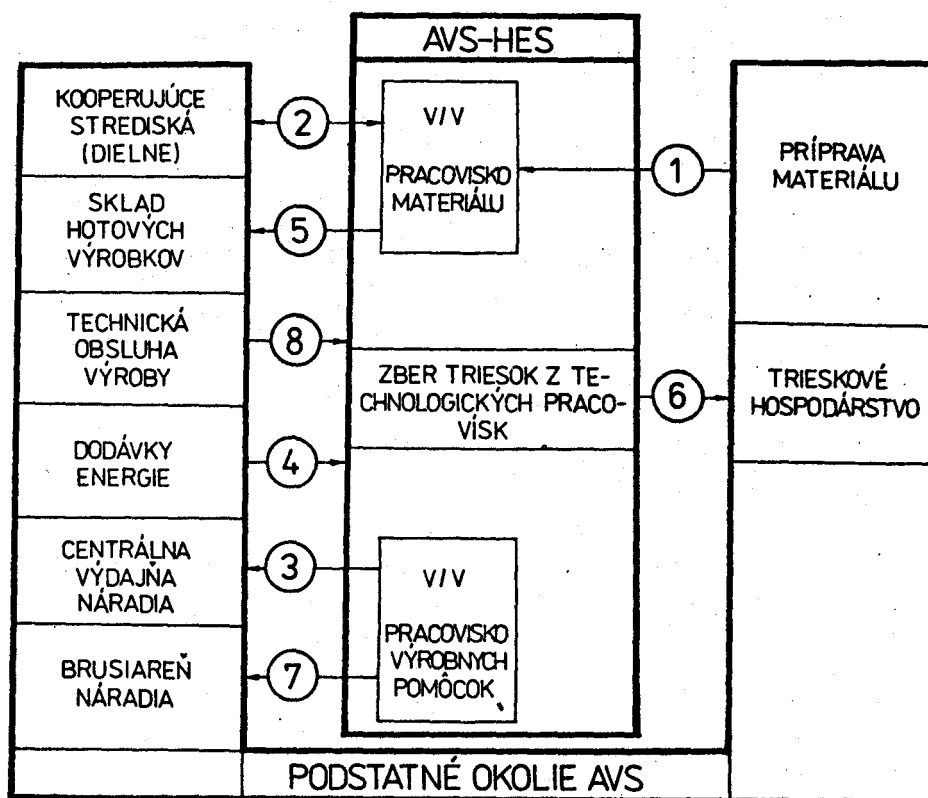 AVS-HES
KOOPERUJÚCE
STREDISKÁ
(DIELNE)
2
V/V
PRACOVISKO
MATERIÁLU
1
PRÍPRAVA
MATERIÁLU
SKLAD
HOTOVÝCH
VÝROBKOV
5
TECHNICKÁ
OBSLUHA
VÝROBY
8
ZBER TRIESOK Z TE-
CHNOLOGICKÝCH PRACO-
VÍSK
6
TRIESKOVÉ
HOSPODÁRSTVO
DODÁVKY
ENERGIE
4
CENTRÁLNA
VÝDAJŇA
NÁRADIA
3
V/V
PRACOVISKO
VÝROBNYCH
POMÔCOK
BRUSIAREŇ
NÁRADIA
7
PODSTATNÉ OKOLIE AVS